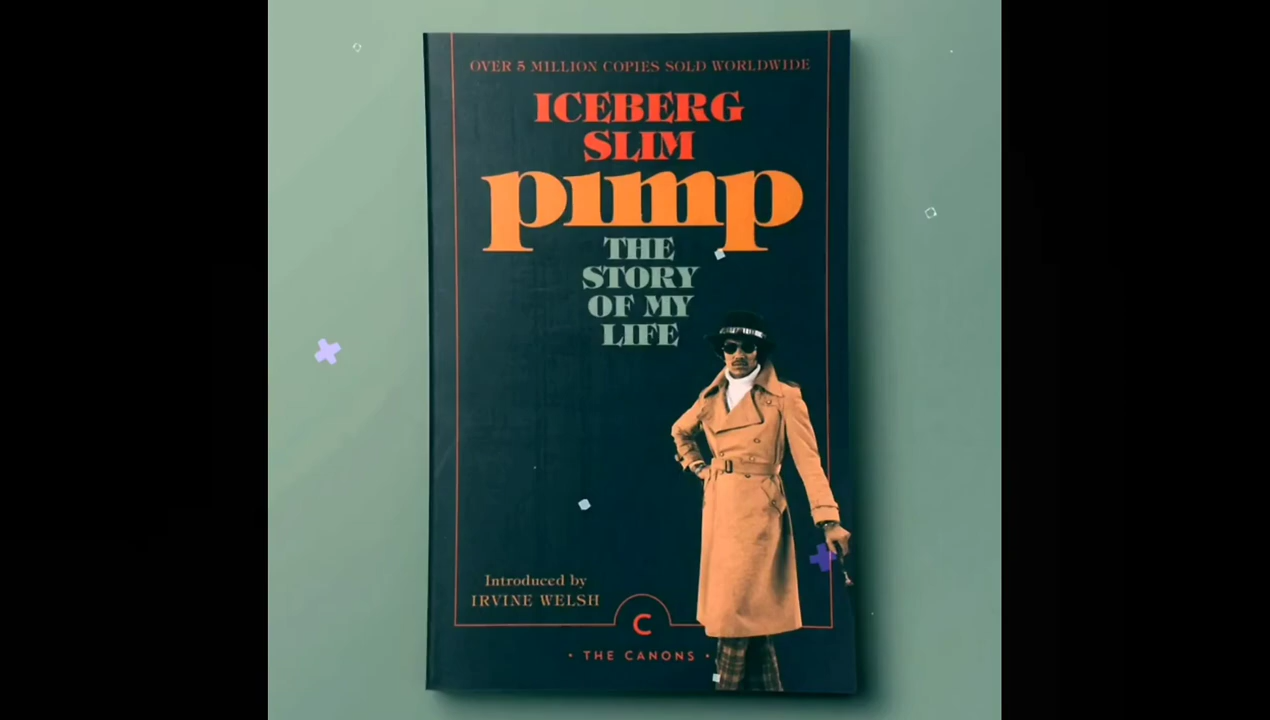 OVER 5 MILLION COPIES SOLD WORLDWIDE
ICEBERG
SLIM
pimp
THE
STORY
OF MY
LIFE
Introduced by
IRVINE WELSH
C
• THE CANONS •